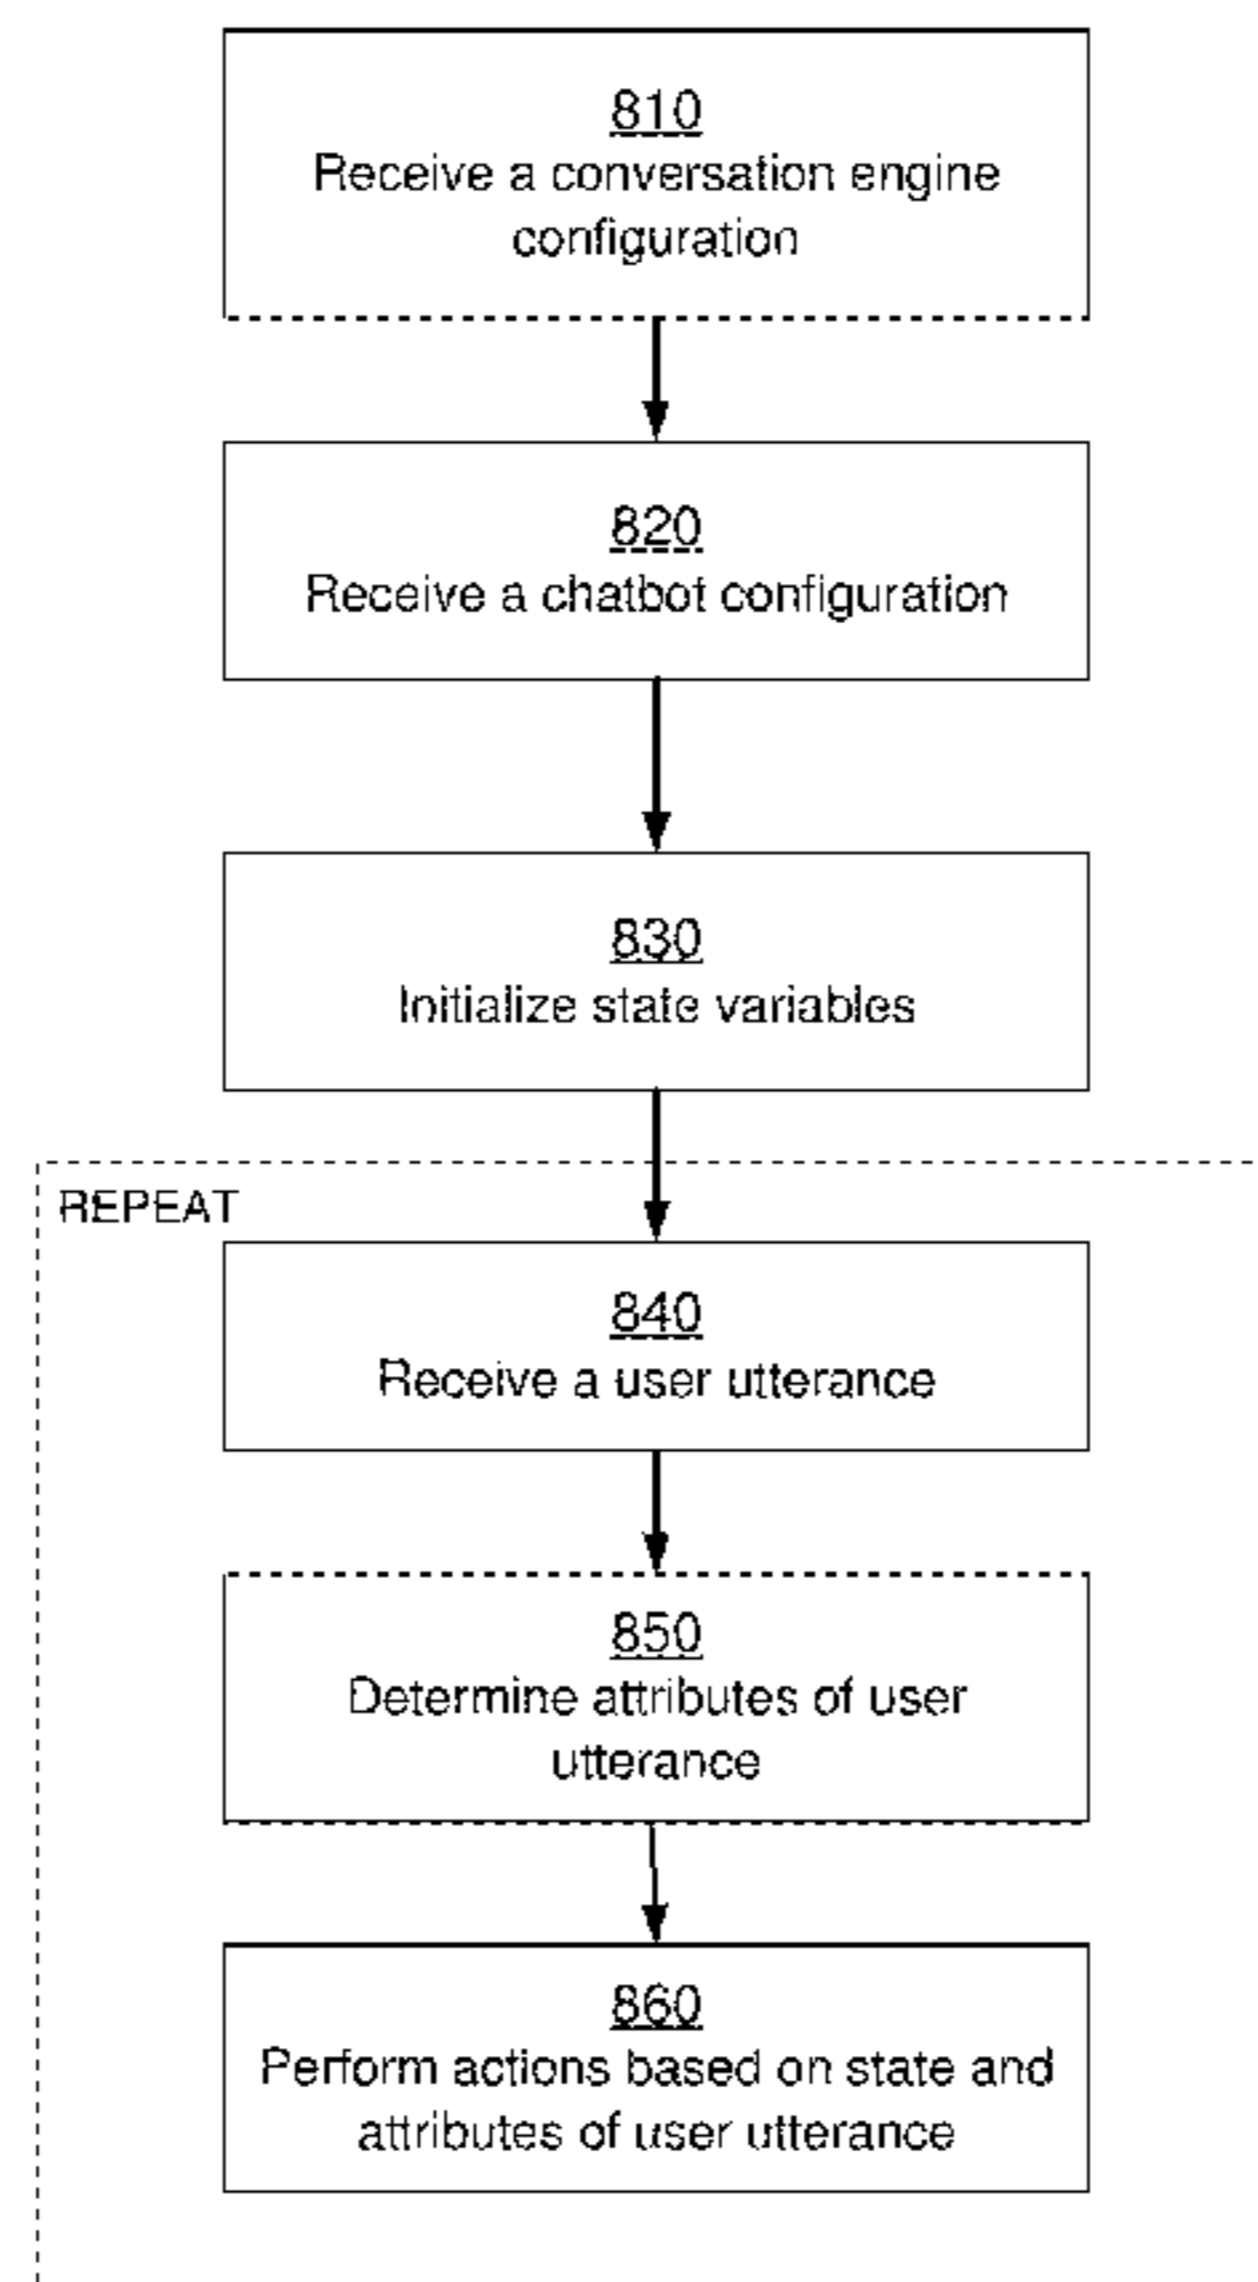 810
Receive a conversation engine
configuration
820
Receive a chatbot configuration
830
Initialize state variables
REPEAT
840
Receive a user utterance
850
Determine attributes of user
utterance
860
Perform actions based on state and
attributes of user utterance